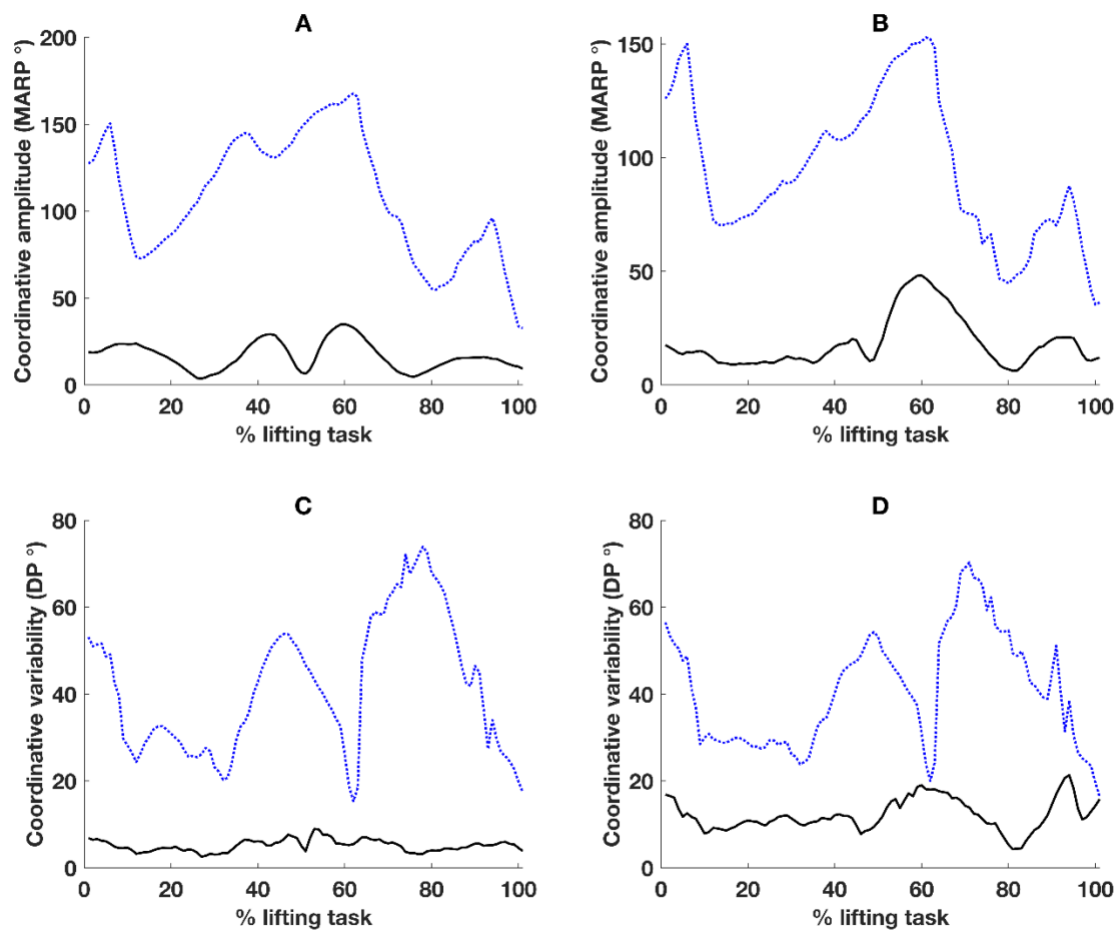 A
Coordinative amplitude (MARP °)
200
150
100
50
0
0 20 40 60 80 100
% lifting task
B
Coordinative amplitude (MARP °)
150
100
50
0
0 20 40 60 80 100
% lifting task
C
Coordinative variability (DP °)
80
60
40
20
0
0 20 40 60 80 100
% lifting task
D
Coordinative variability (DP °)
80
60
40
20
0
0 20 40 60 80 100
% lifting task